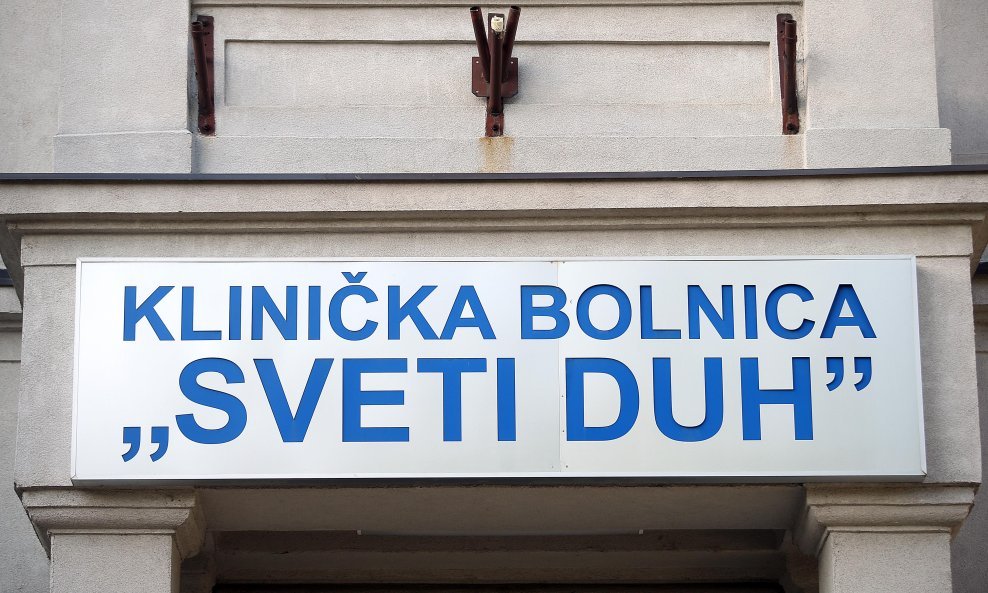 KLINIČKA BOLNICA
„SVETI DUH”